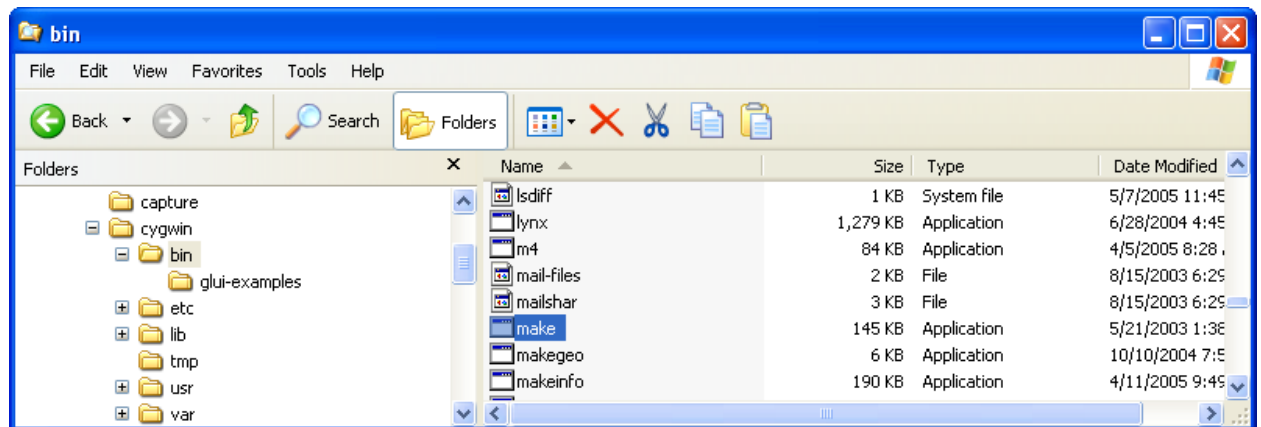 bin
File Edit View Favorites Tools Help
Back Search Folders
Folders
capture
cygwin
bin
glui-examples
etc
lib
tmp
usr
var
Name Size Type Date Modified
lsdiff 1 KB System file 5/7/2005 11:45
lynx 1,279 KB Application 6/28/2004 4:45
m4 84 KB Application 4/5/2005 8:28
mail-files 2 KB File 8/15/2003 6:29
mailshar 3 KB File 8/15/2003 6:29
make 145 KB Application 5/21/2003 1:38
makegeo 6 KB Application 10/10/2004 7:5
makeinfo 190 KB Application 4/11/2005 9:49